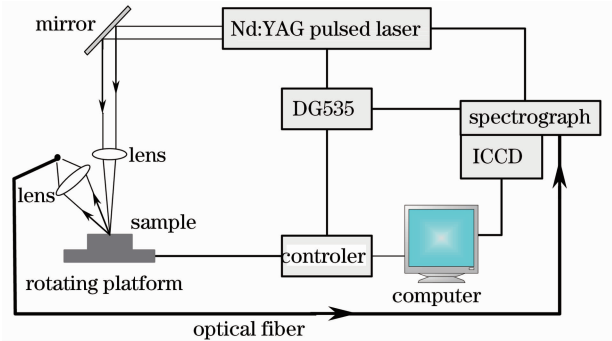 mirror
Nd:YAG pulsed laser
DG535
spectrograph
ICCD
lens
lens
sample
controler
rotating platform
computer
optical fiber